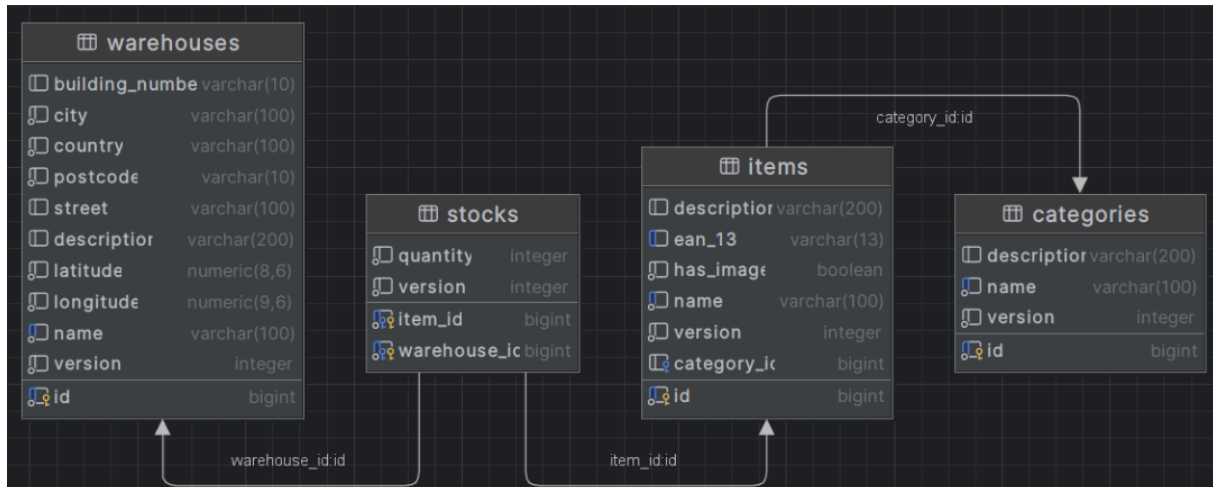 warehouses
building_numbe varchar(10)
city varchar(100)
country varchar(100)
postcode varchar(10)
street varchar(100)
description varchar(200)
latitude numeric(8,6)
longitude numeric(9,6)
name varchar(100)
version integer
id bigint
stocks
quantity integer
version integer
item_id bigint
warehouse_ic bigint
items
description varchar(200)
ean_13 varchar(13)
has_image boolean
name varchar(100)
version integer
category_ic bigint
id bigint
categories
description varchar(200)
name varchar(100)
version integer
id bigint
category_id:id
warehouse_id:id
item_id:id